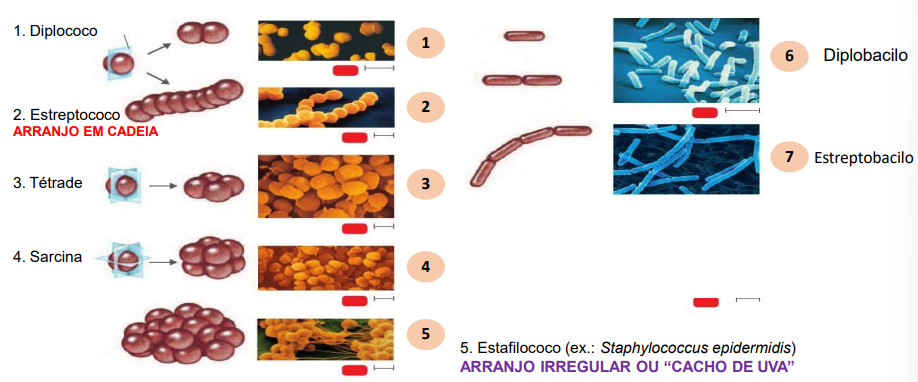 1. Diplococo
1
2. Estreptococo
ARRANJO EM CADEIA
2
3. Tétrade
3
4. Sarcina
4
5
6
Diplobacilo
7
Estreptobacilo
5. Estafilococo (ex.: Staphylococcus epidermidis)
ARRANJO IRREGULAR OU “CACHO DE UVA”